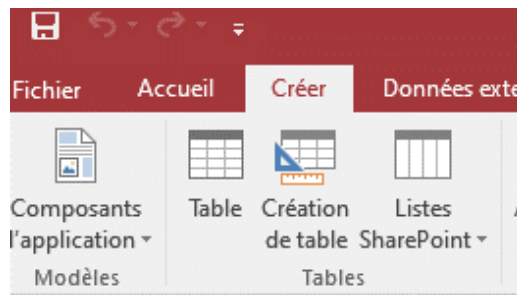 Fichier Accueil Créer Données exte
Composants Table Création Listes
l'application de table SharePoint
Modèles Tables